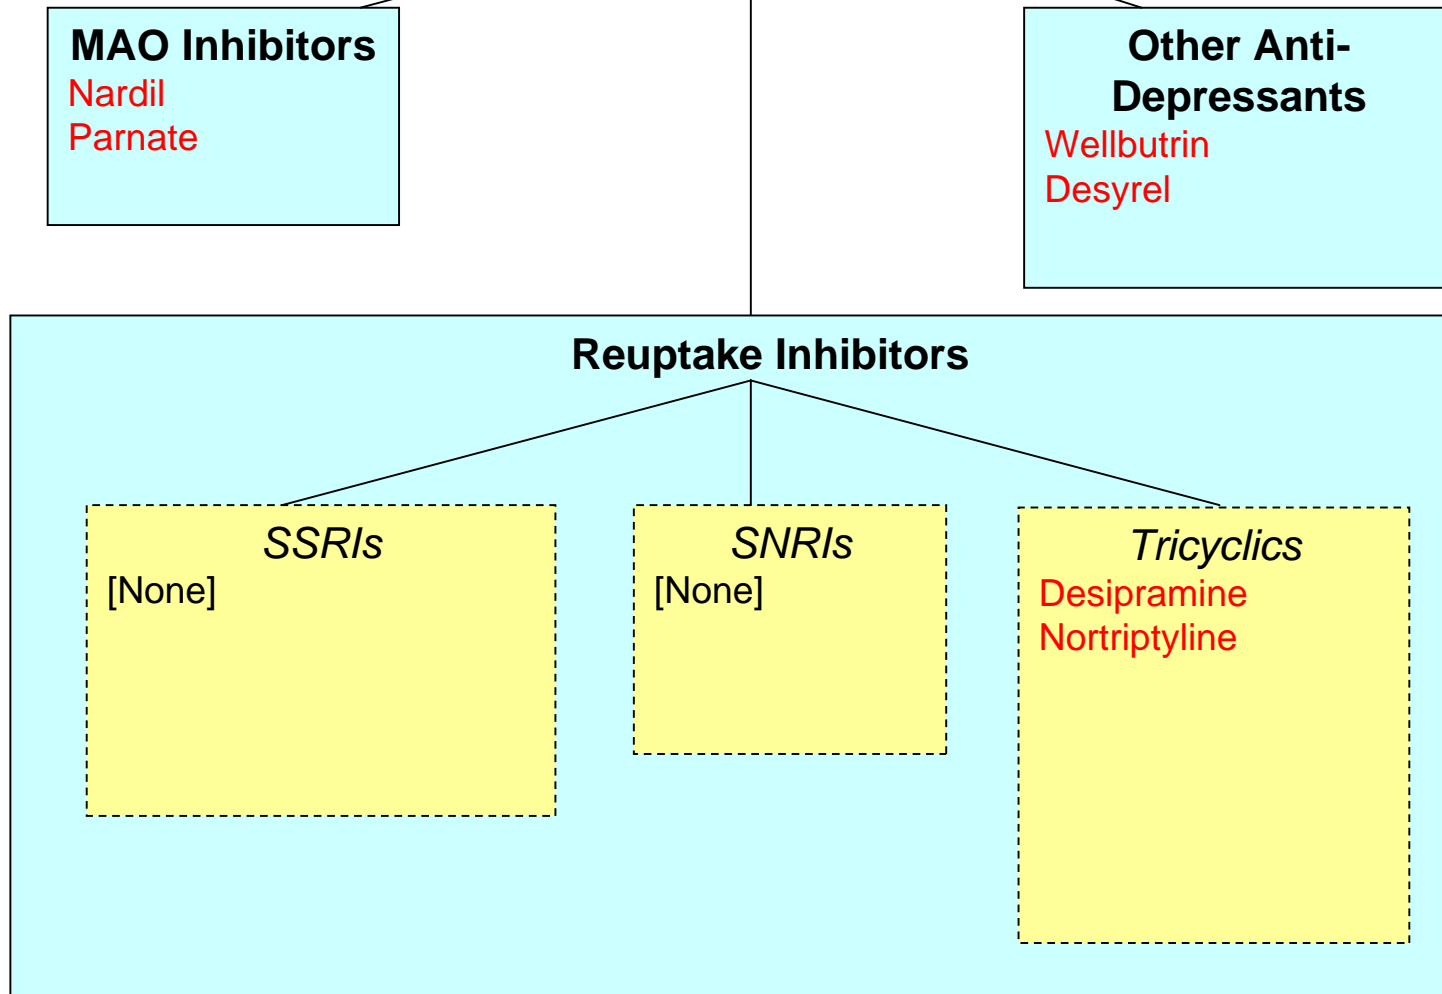 MAO Inhibitors
Nardil
Parnate
Other Anti-
Depressants
Wellbutrin
Desyrel
Reuptake Inhibitors
SSRIs
[None]
SNRIs
[None]
Tricyclics
Desipramine
Nortriptyline